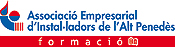 Associació Empresarial
d'Instal·ladors de l'Alt Penedès
formació